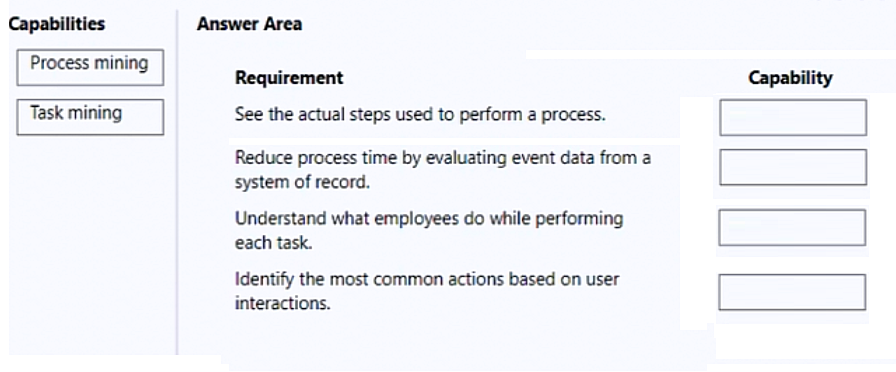 Capabilities
Answer Area
Process mining
Task mining
Requirement
Capability
See the actual steps used to perform a process.
Reduce process time by evaluating event data from a
system of record.
Understand what employees do while performing
each task.
Identify the most common actions based on user
interactions.